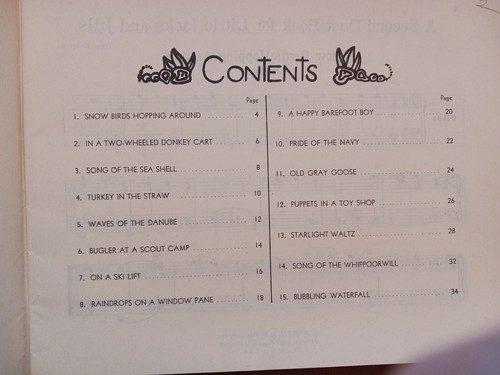 CONTENTS
Page
1. SNOW BIRDS HOPPING AROUND 4
2. IN A TWO-WHEELED DONKEY CART 6
3. SONG OF THE SEA SHELL 8
4. TURKEY IN THE STRAW 10
5. WAVES OF THE DANUBE 12
6. BUGLER AT A SCOUT CAMP 14
7. ON A SKI LIFT 16
8. RAINDROPS ON A WINDOW PANE 18
Page
9. A HAPPY BAREFOOT BOY 20
10. PRIDE OF THE NAVY 22
11. OLD GRAY GOOSE 24
12. PUPPETS IN A TOY SHOP 26
13. STARLIGHT WALTZ 28
14. SONG OF THE WHIPPOORWILL 32
15. BUBBLING WATERFALL 34